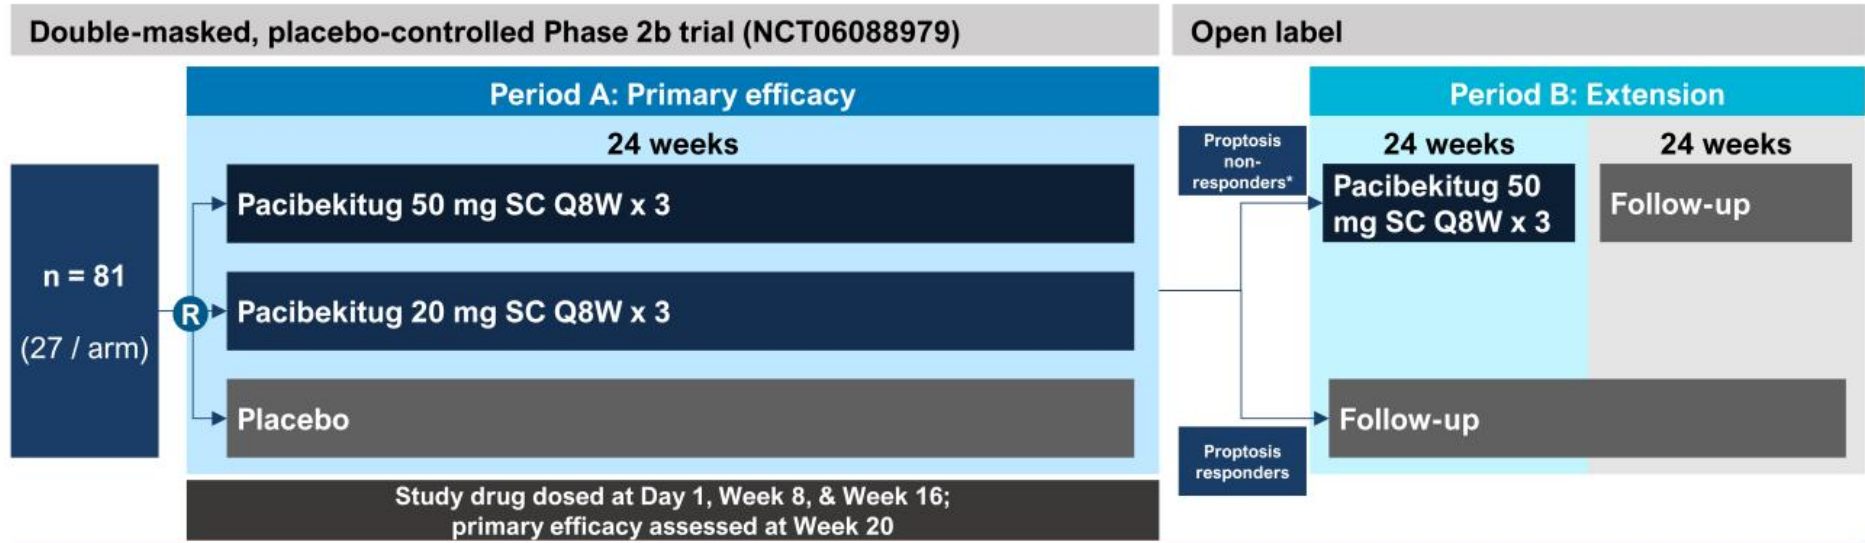 Double-masked, placebo-controlled Phase 2b trial (NCT06088979)
Open label
Period A: Primary efficacy
24 weeks
n = 81
(27 / arm)
R
Pacibekitug 50 mg SC Q8W x 3
Pacibekitug 20 mg SC Q8W x 3
Placebo
Study drug dosed at Day 1, Week 8, & Week 16;
primary efficacy assessed at Week 20
Proptosis
non-
responders*
Proptosis
responders
Period B: Extension
24 weeks
24 weeks
Pacibekitug 50
mg SC Q8W x 3
Follow-up
Follow-up